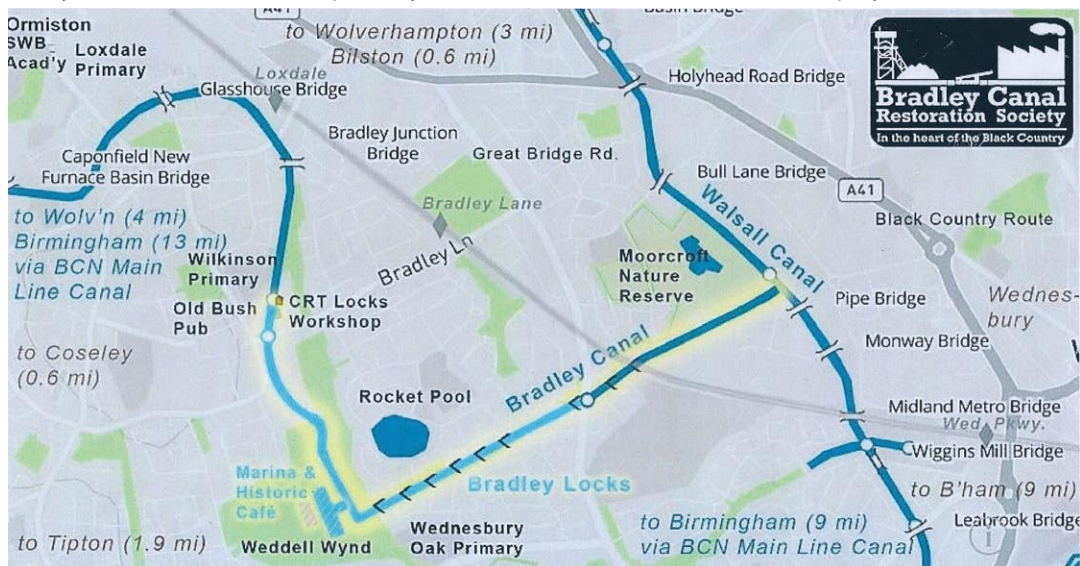 A41
Basin Bridge
Ormiston
SWB
Acad'y
Loxdale
Primary
to Wolverhampton (3 mi)
Bilston (0.6 mi)
Loxdale
Glasshouse Bridge
Holyhead Road Bridge
Bradley Canal
Restoration Society
In the heart of the Black Country
Bradley Junction
Bridge
Great Bridge Rd.
Caponfield New
Furnace Basin Bridge
Bull Lane Bridge
A41
Walsall Canal
Bradley Lane
Black Country Route
to Wolv'n (4 mi)
Birmingham (13 mi)
via BCN Main
Line Canal
Wilkinson
Primary
Bradley Ln
Moorcroft
Nature
Reserve
Old Bush
Pub
CRT Locks
Workshop
Pipe Bridge
Wednes-
bury
Monway Bridge
to Coseley
(0.6 mi)
Bradley Canal
Rocket Pool
Midland Metro Bridge
Wed. Pkwy.
Wiggins Mill Bridge
Marina &
Historic
Café
Bradley Locks
to B'ham (9 mi)
Leabrook Bridge
to Birmingham (9 mi)
via BCN Main Line Canal
Wednesbury
Oak Primary
to Tipton (1.9 mi)
Weddell Wynd